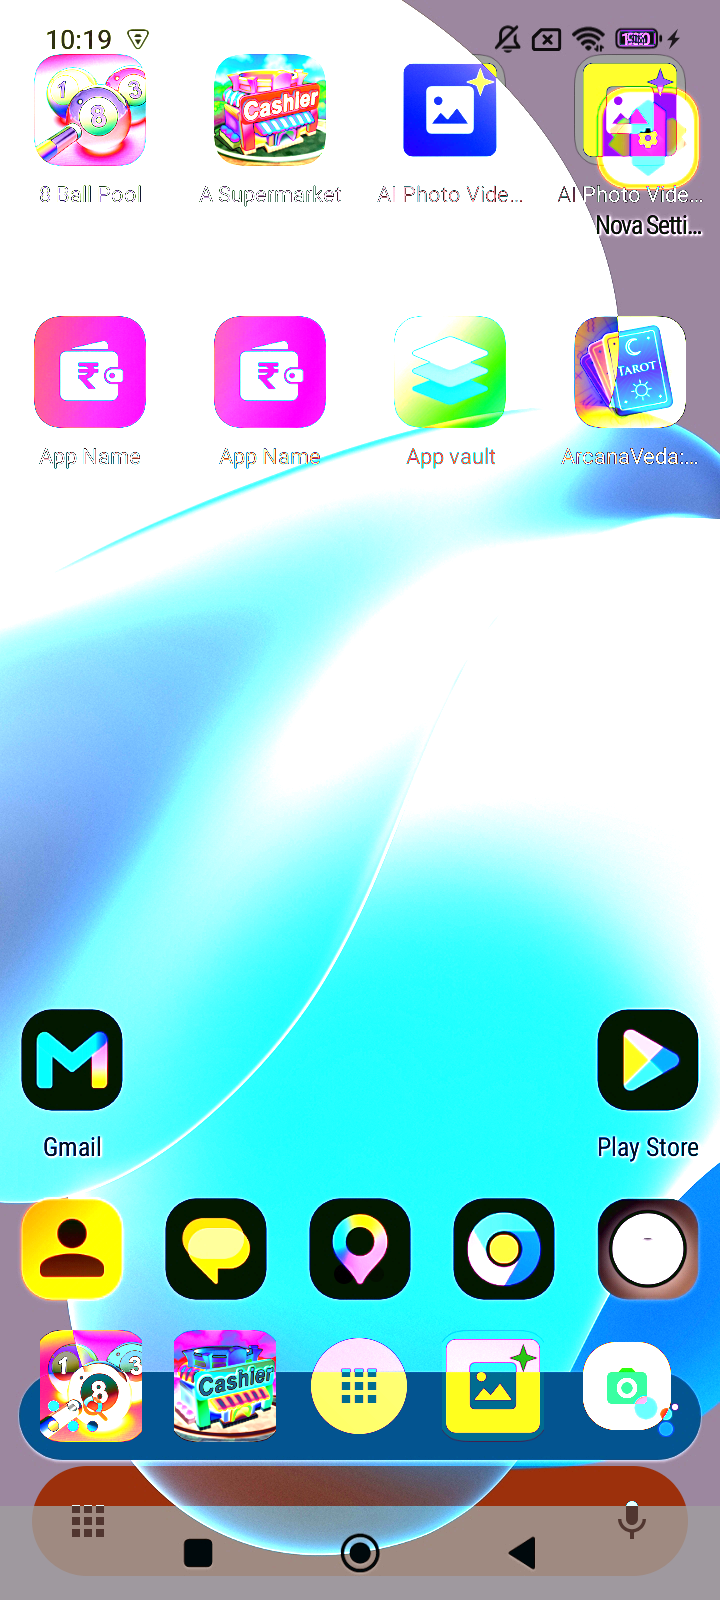 10:19
1
3
8
Cashier
8 Ball Pool
A Supermarket
AI Photo Vide...
AI Photo Vide...
Nova Setti...
₹
₹
TAROT
App Name
App Name
App vault
ArcanaVeda:...
Gmail
Play Store
1
3
8
Cashier